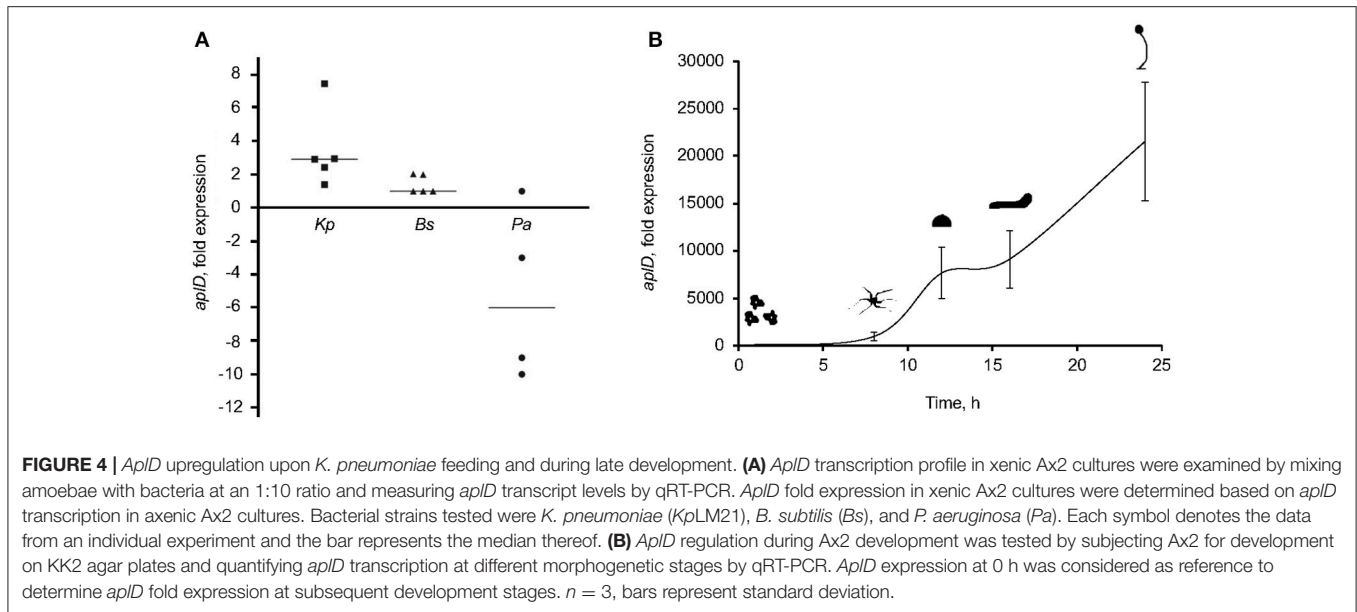 A
8
6
4
2
0
-2
-4
-6
-8
-10
-12
aplD, fold expression
Kp
Bs
Pa
B
30000
25000
20000
15000
10000
5000
0
aplD, fold expression
0 5 10 15 20 25
Time, h
FIGURE 4 | AplD upregulation upon K. pneumoniae feeding and during late development. (A) AplD transcription profile in xenic Ax2 cultures were examined by mixing
amoebae with bacteria at an 1:10 ratio and measuring aplD transcript levels by qRT-PCR. AplD fold expression in xenic Ax2 cultures were determined based on aplD
transcription in axenic Ax2 cultures. Bacterial strains tested were K. pneumoniae (KpLM21), B. subtilis (Bs), and P. aeruginosa (Pa). Each symbol denotes the data
from an individual experiment and the bar represents the median thereof. (B) AplD regulation during Ax2 development was tested by subjecting Ax2 for development
on KK2 agar plates and quantifying aplD transcription at different morphogenetic stages by qRT-PCR. AplD expression at 0 h was considered as reference to
determine aplD fold expression at subsequent development stages. n = 3, bars represent standard deviation.